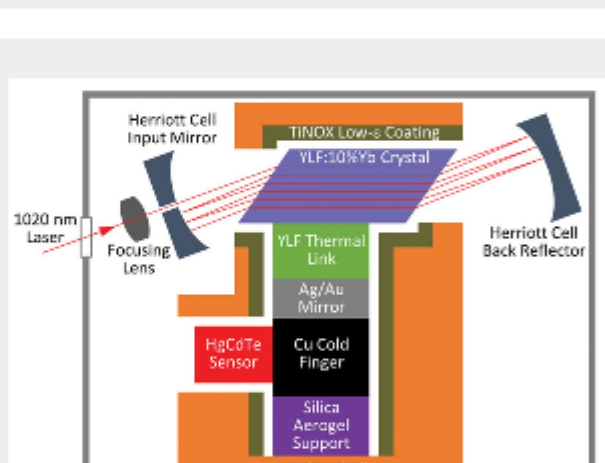 Herriott Cell
Input Mirror
TiNOX Low-ε Coating
YLF:10%Yb Crystal
1020 nm
Laser
Focusing
Lens
Herriott Cell
Back Reflector
YLF Thermal
Link
Ag/Au
Mirror
HgCdTe
Sensor
Cu Cold
Finger
Silica
Aerogel
Support